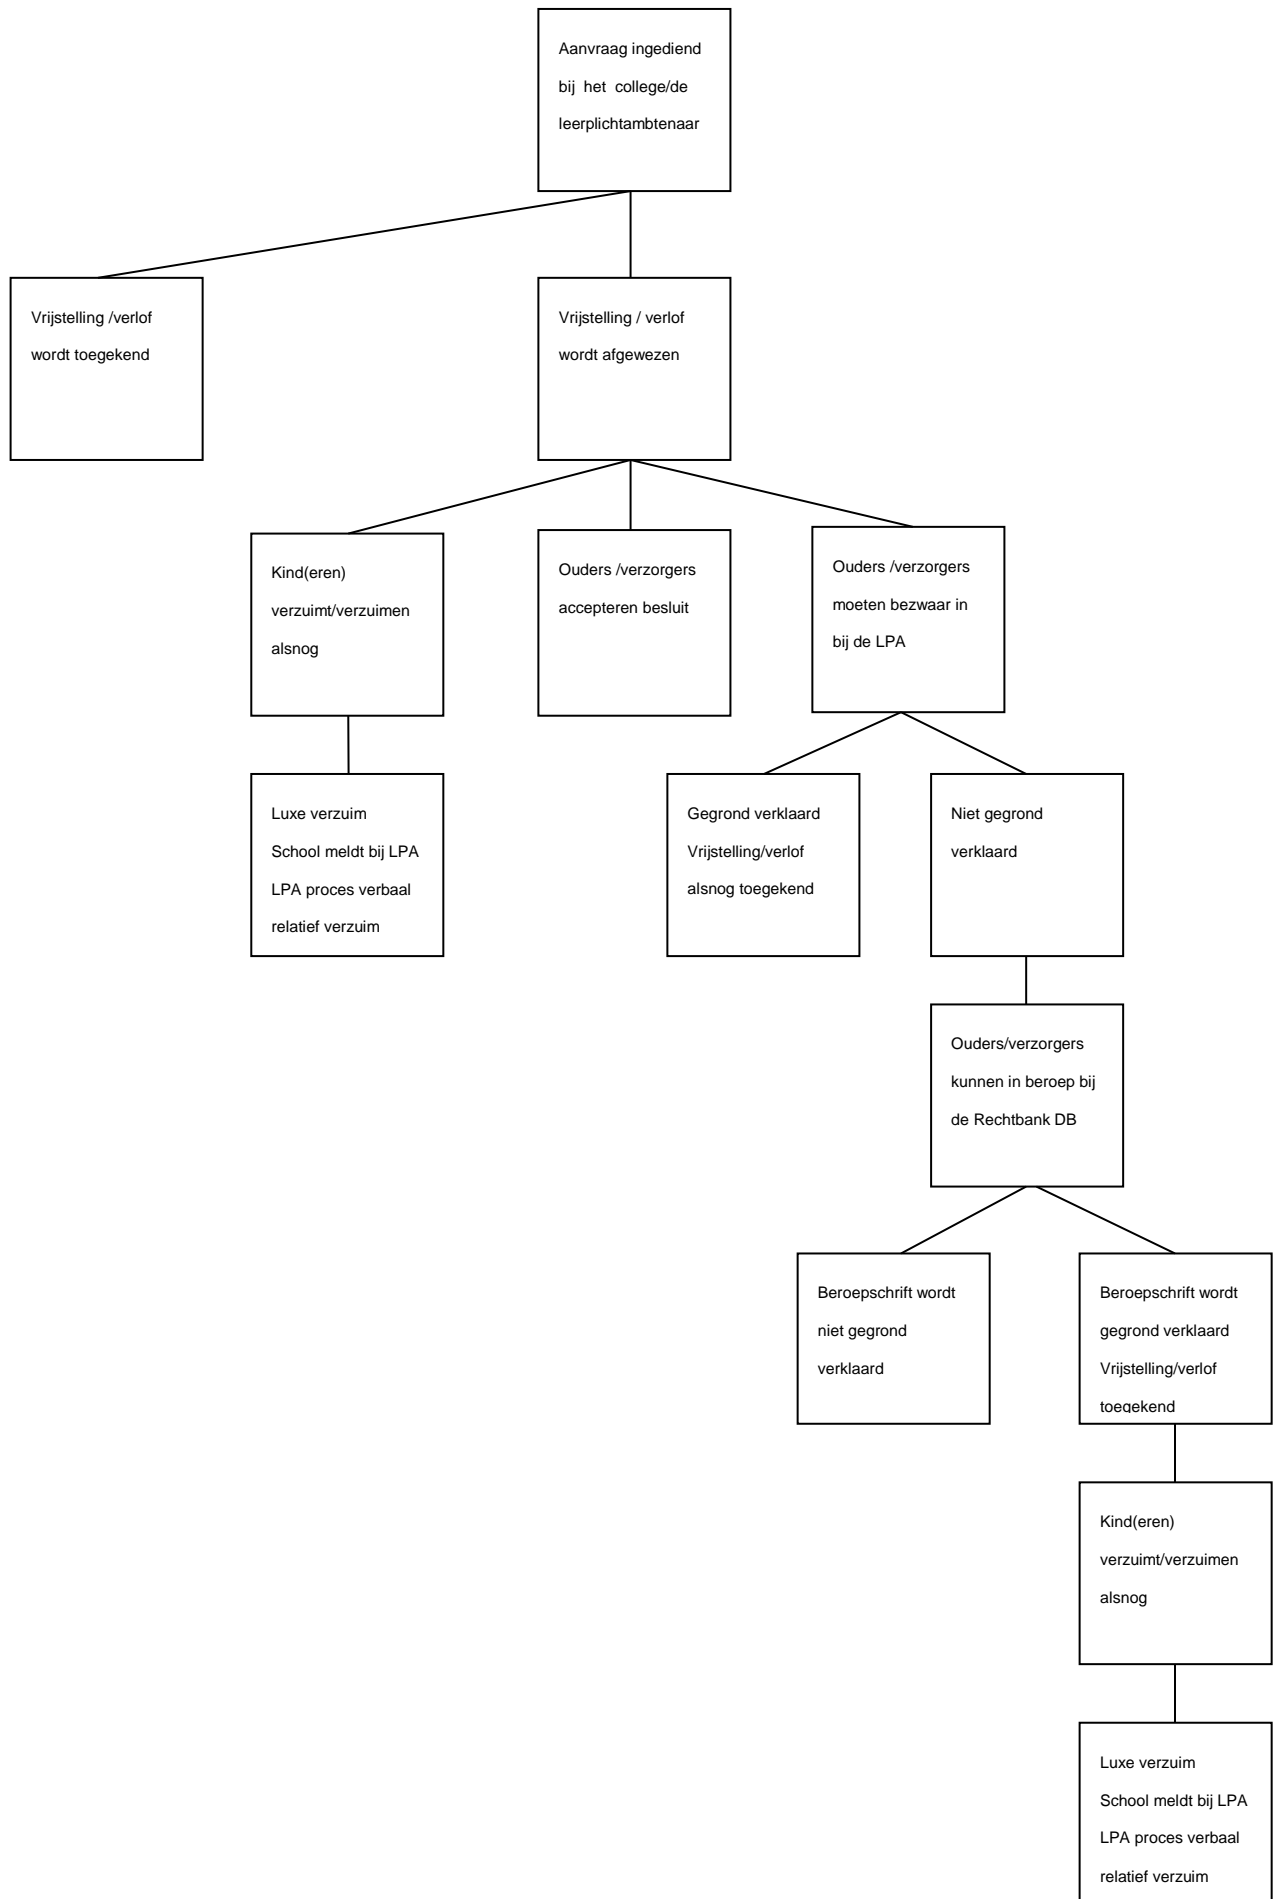 Aanvraag ingediend
bij het college/de
leerplichtambtenaar
Vrijstelling /verlof
wordt toegekend
Vrijstelling / verlof
wordt afgewezen
Kind(eren)
verzuimt/verzuimen
alsnog
Ouders /verzorgers
accepteren besluit
Ouders /verzorgers
moeten bezwaar in
bij de LPA
Luxe verzuim
School meldt bij LPA
LPA proces verbaal
relatief verzuim
Gegrond verklaard
Vrijstelling/verlof
alsnog toegekend
Niet gegrond
verklaard
Ouders/verzorgers
kunnen in beroep bij
de Rechtbank DB
Beroepschrift wordt
niet gegrond
verklaard
Beroepschrift wordt
gegrond verklaard
Vrijstelling/verlof
toegekend
Kind(eren)
verzuimt/verzuimen
alsnog
Luxe verzuim
School meldt bij LPA
LPA proces verbaal
relatief verzuim